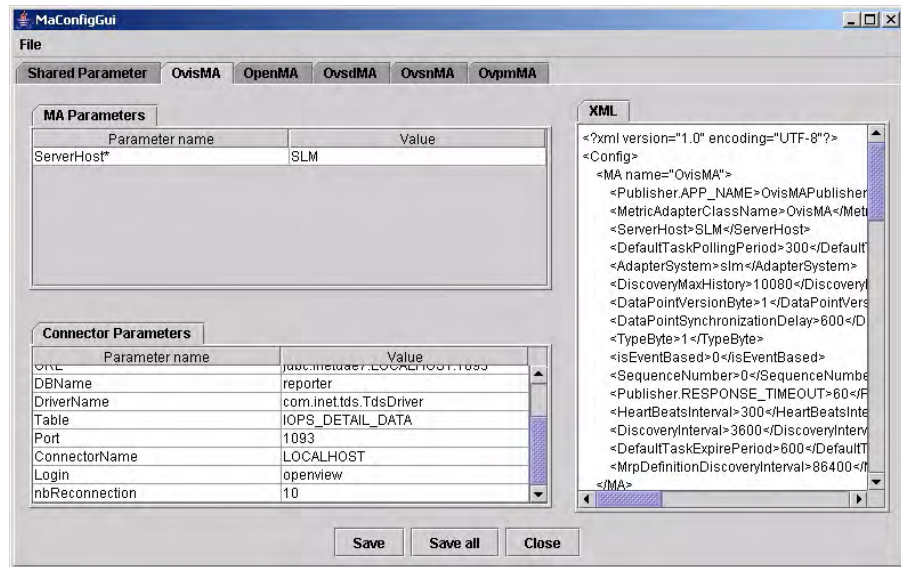 MaConfigGui
File
Shared Parameter OvisMA OpenMA OvsdMA OvsnMA OvpmMA
MA Parameters
Parameter name Value
ServerHost* SLM
Connector Parameters
Parameter name Value
DBName reporter
DriverName com.inet.tds.TdsDriver
Table IOPS_DETAIL_DATA
Port 1093
ConnectorName LOCALHOST
Login openview
nbReconnection 10
XML
<?xml version="1.0" encoding="UTF-8"?>
<Config>
<MA name="OvisMA">
<Publisher.APP_NAME>OvisMAPublisher
<MetricAdapterClassName>OvisMA</Met
<ServerHost>SLM</ServerHost>
<DefaultTaskPollingPeriod>300</Default
<AdapterSystem>slm</AdapterSystem>
<DiscoveryMaxHistory>10080</Discovery
<DataPointVersionByte>1</DataPointVers
<DataPointSynchronizationDelay>600</D
<TypeByte>1</TypeByte>
<isEventBased>0</isEventBased>
<SequenceNumber>0</SequenceNumbe
<Publisher.RESPONSE_TIMEOUT>60</P
<HeartBeatsInterval>300</HeartBeatsInte
<DiscoveryInterval>3600</DiscoveryInterv
<DefaultTaskExpirePeriod>600</DefaultT
<MrpDefinitionDiscoveryInterval>86400</
</MA>
Save Save all Close